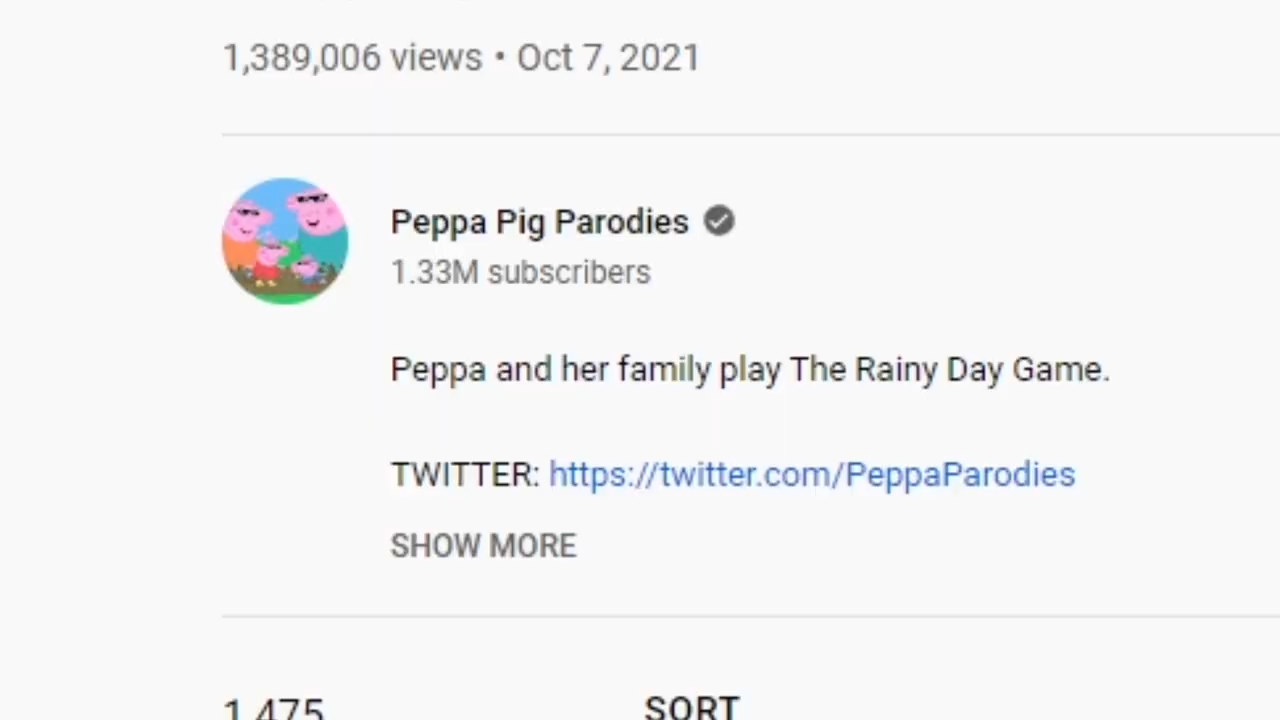 1,389,006 views • Oct 7, 2021
Peppa Pig Parodies
1.33M subscribers
Peppa and her family play The Rainy Day Game.
TWITTER: https://twitter.com/PeppaParodies
SHOW MORE
1,475 SORT